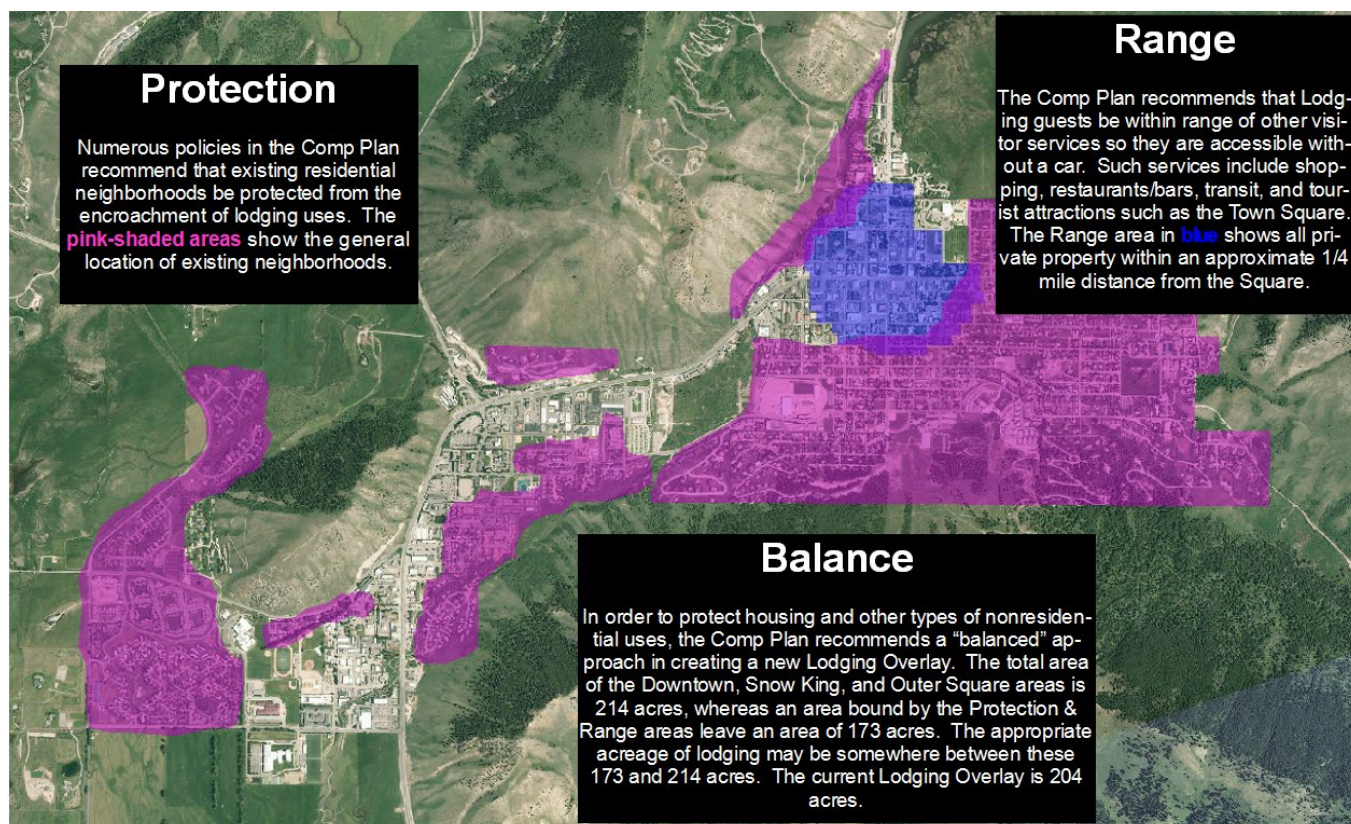 Protection
Numerous policies in the Comp Plan
recommend that existing residential
neighborhoods be protected from the
encroachment of lodging uses. The
pink-shaded areas show the general
location of existing neighborhoods.
Range
The Comp Plan recommends that Lodg-
ing guests be within range of other visi-
tor services so they are accessible with-
out a car. Such services include shop-
ping, restaurants/bars, transit, and tour-
ist attractions such as the Town Square.
The Range area in blue shows all pri-
vate property within an approximate 1/4
mile distance from the Square.
Balance
In order to protect housing and other types of nonresiden-
tial uses, the Comp Plan recommends a “balanced” ap-
proach in creating a new Lodging Overlay. The total area
of the Downtown, Snow King, and Outer Square areas is
214 acres, whereas an area bound by the Protection &
Range areas leave an area of 173 acres. The appropriate
acreage of lodging may be somewhere between these
173 and 214 acres. The current Lodging Overlay is 204
acres.